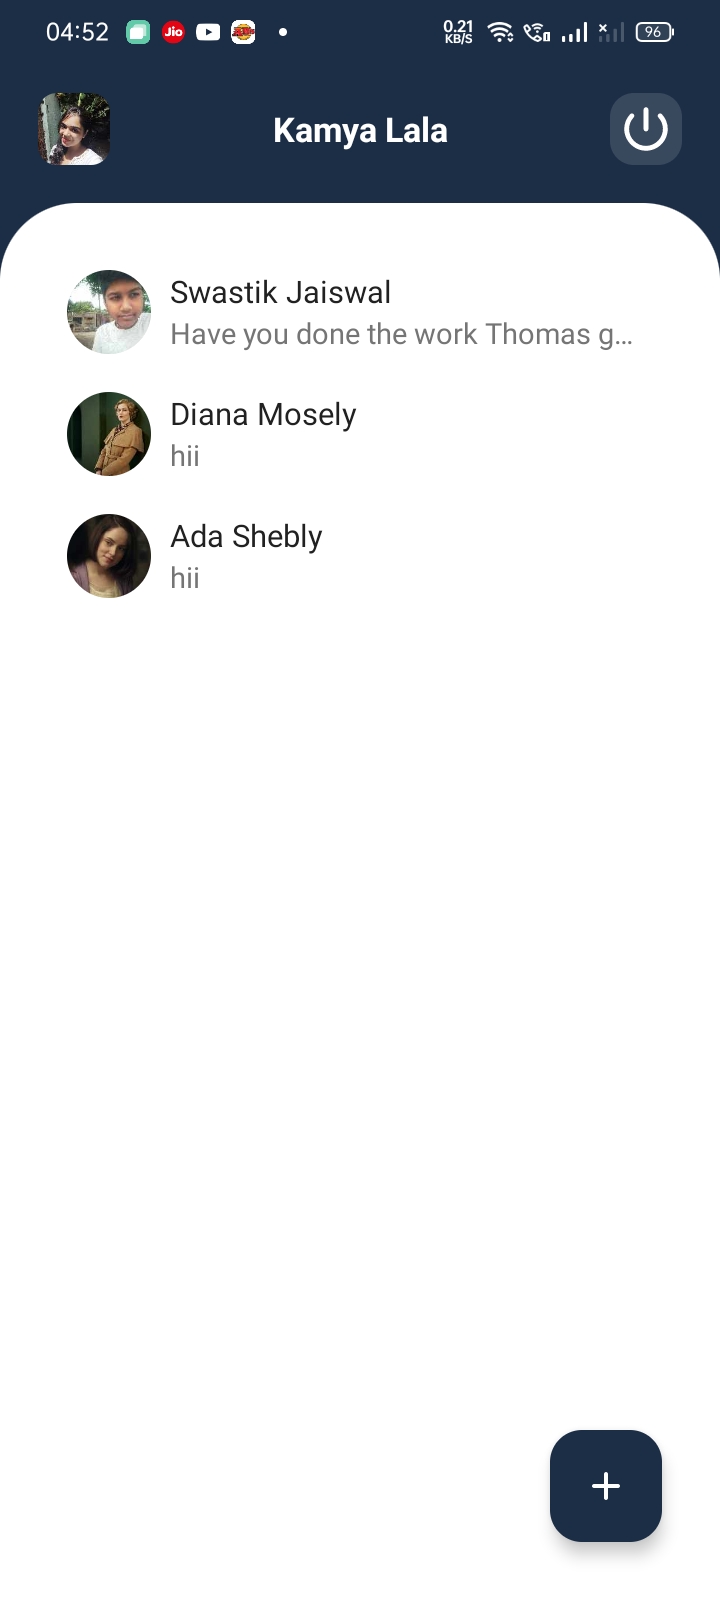 04:52
Jio
0.21
KB/S
96
Kamya Lala
Swastik Jaiswal
Have you done the work Thomas g...
Diana Mosely
hii
Ada Shebly
hii